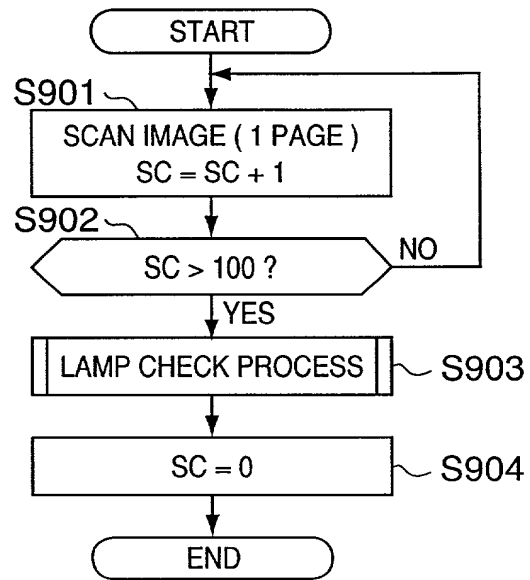 START
S901
SCAN IMAGE ( 1 PAGE )
SC = SC + 1
S902
SC > 100 ?
NO
YES
LAMP CHECK PROCESS
S903
SC = 0
S904
END